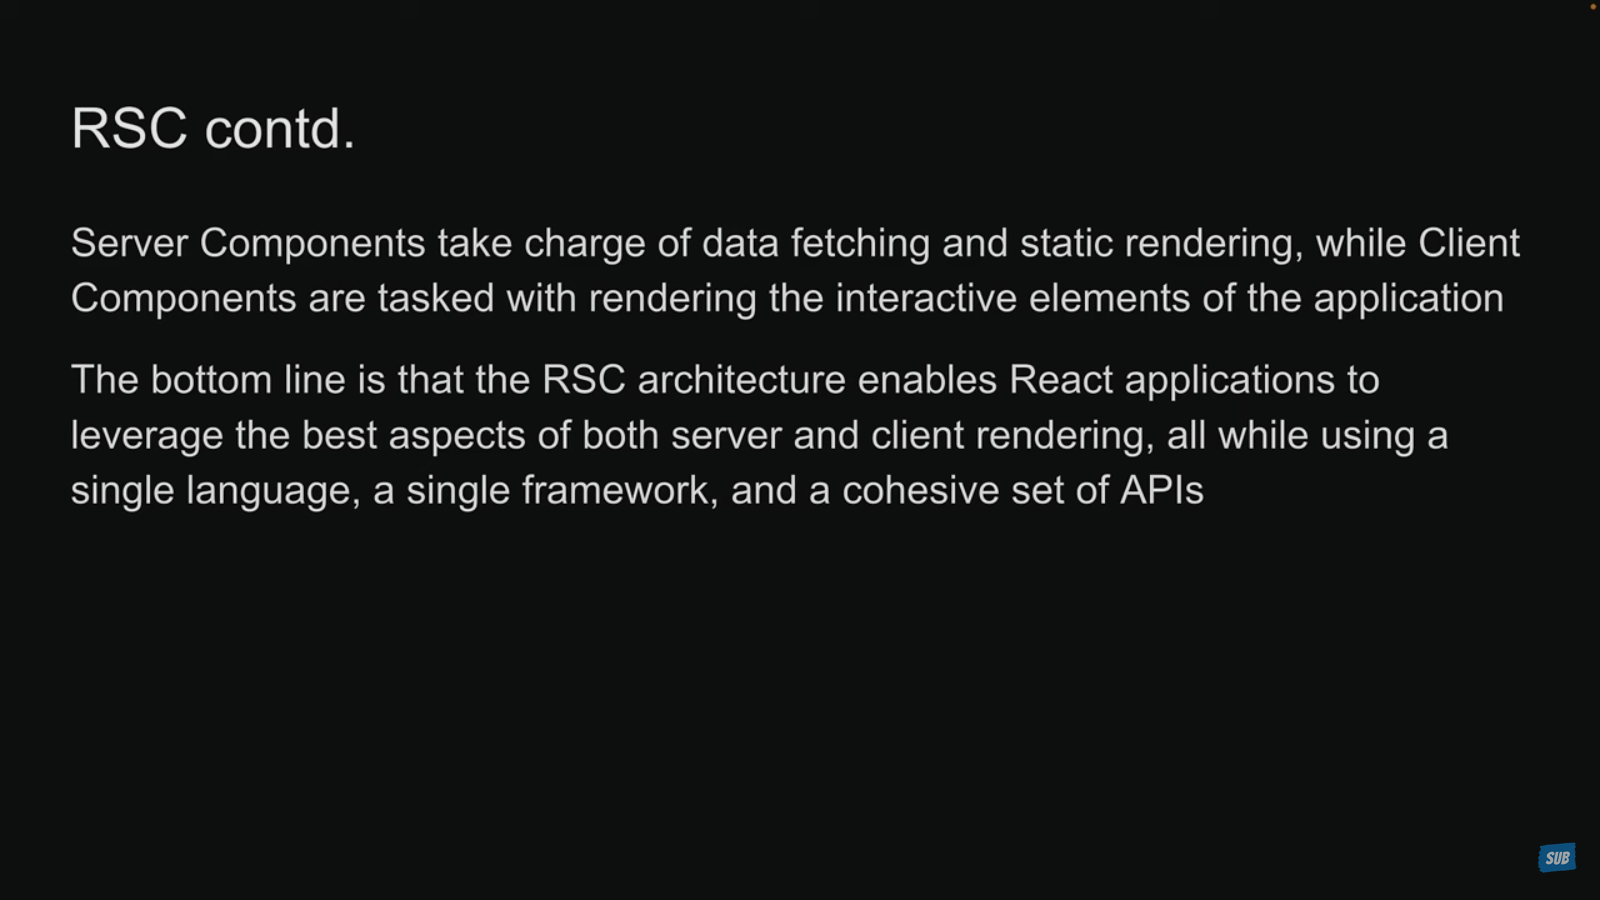 RSC contd.
Server Components take charge of data fetching and static rendering, while Client
Components are tasked with rendering the interactive elements of the application
The bottom line is that the RSC architecture enables React applications to
leverage the best aspects of both server and client rendering, all while using a
single language, a single framework, and a cohesive set of APIs
SUB